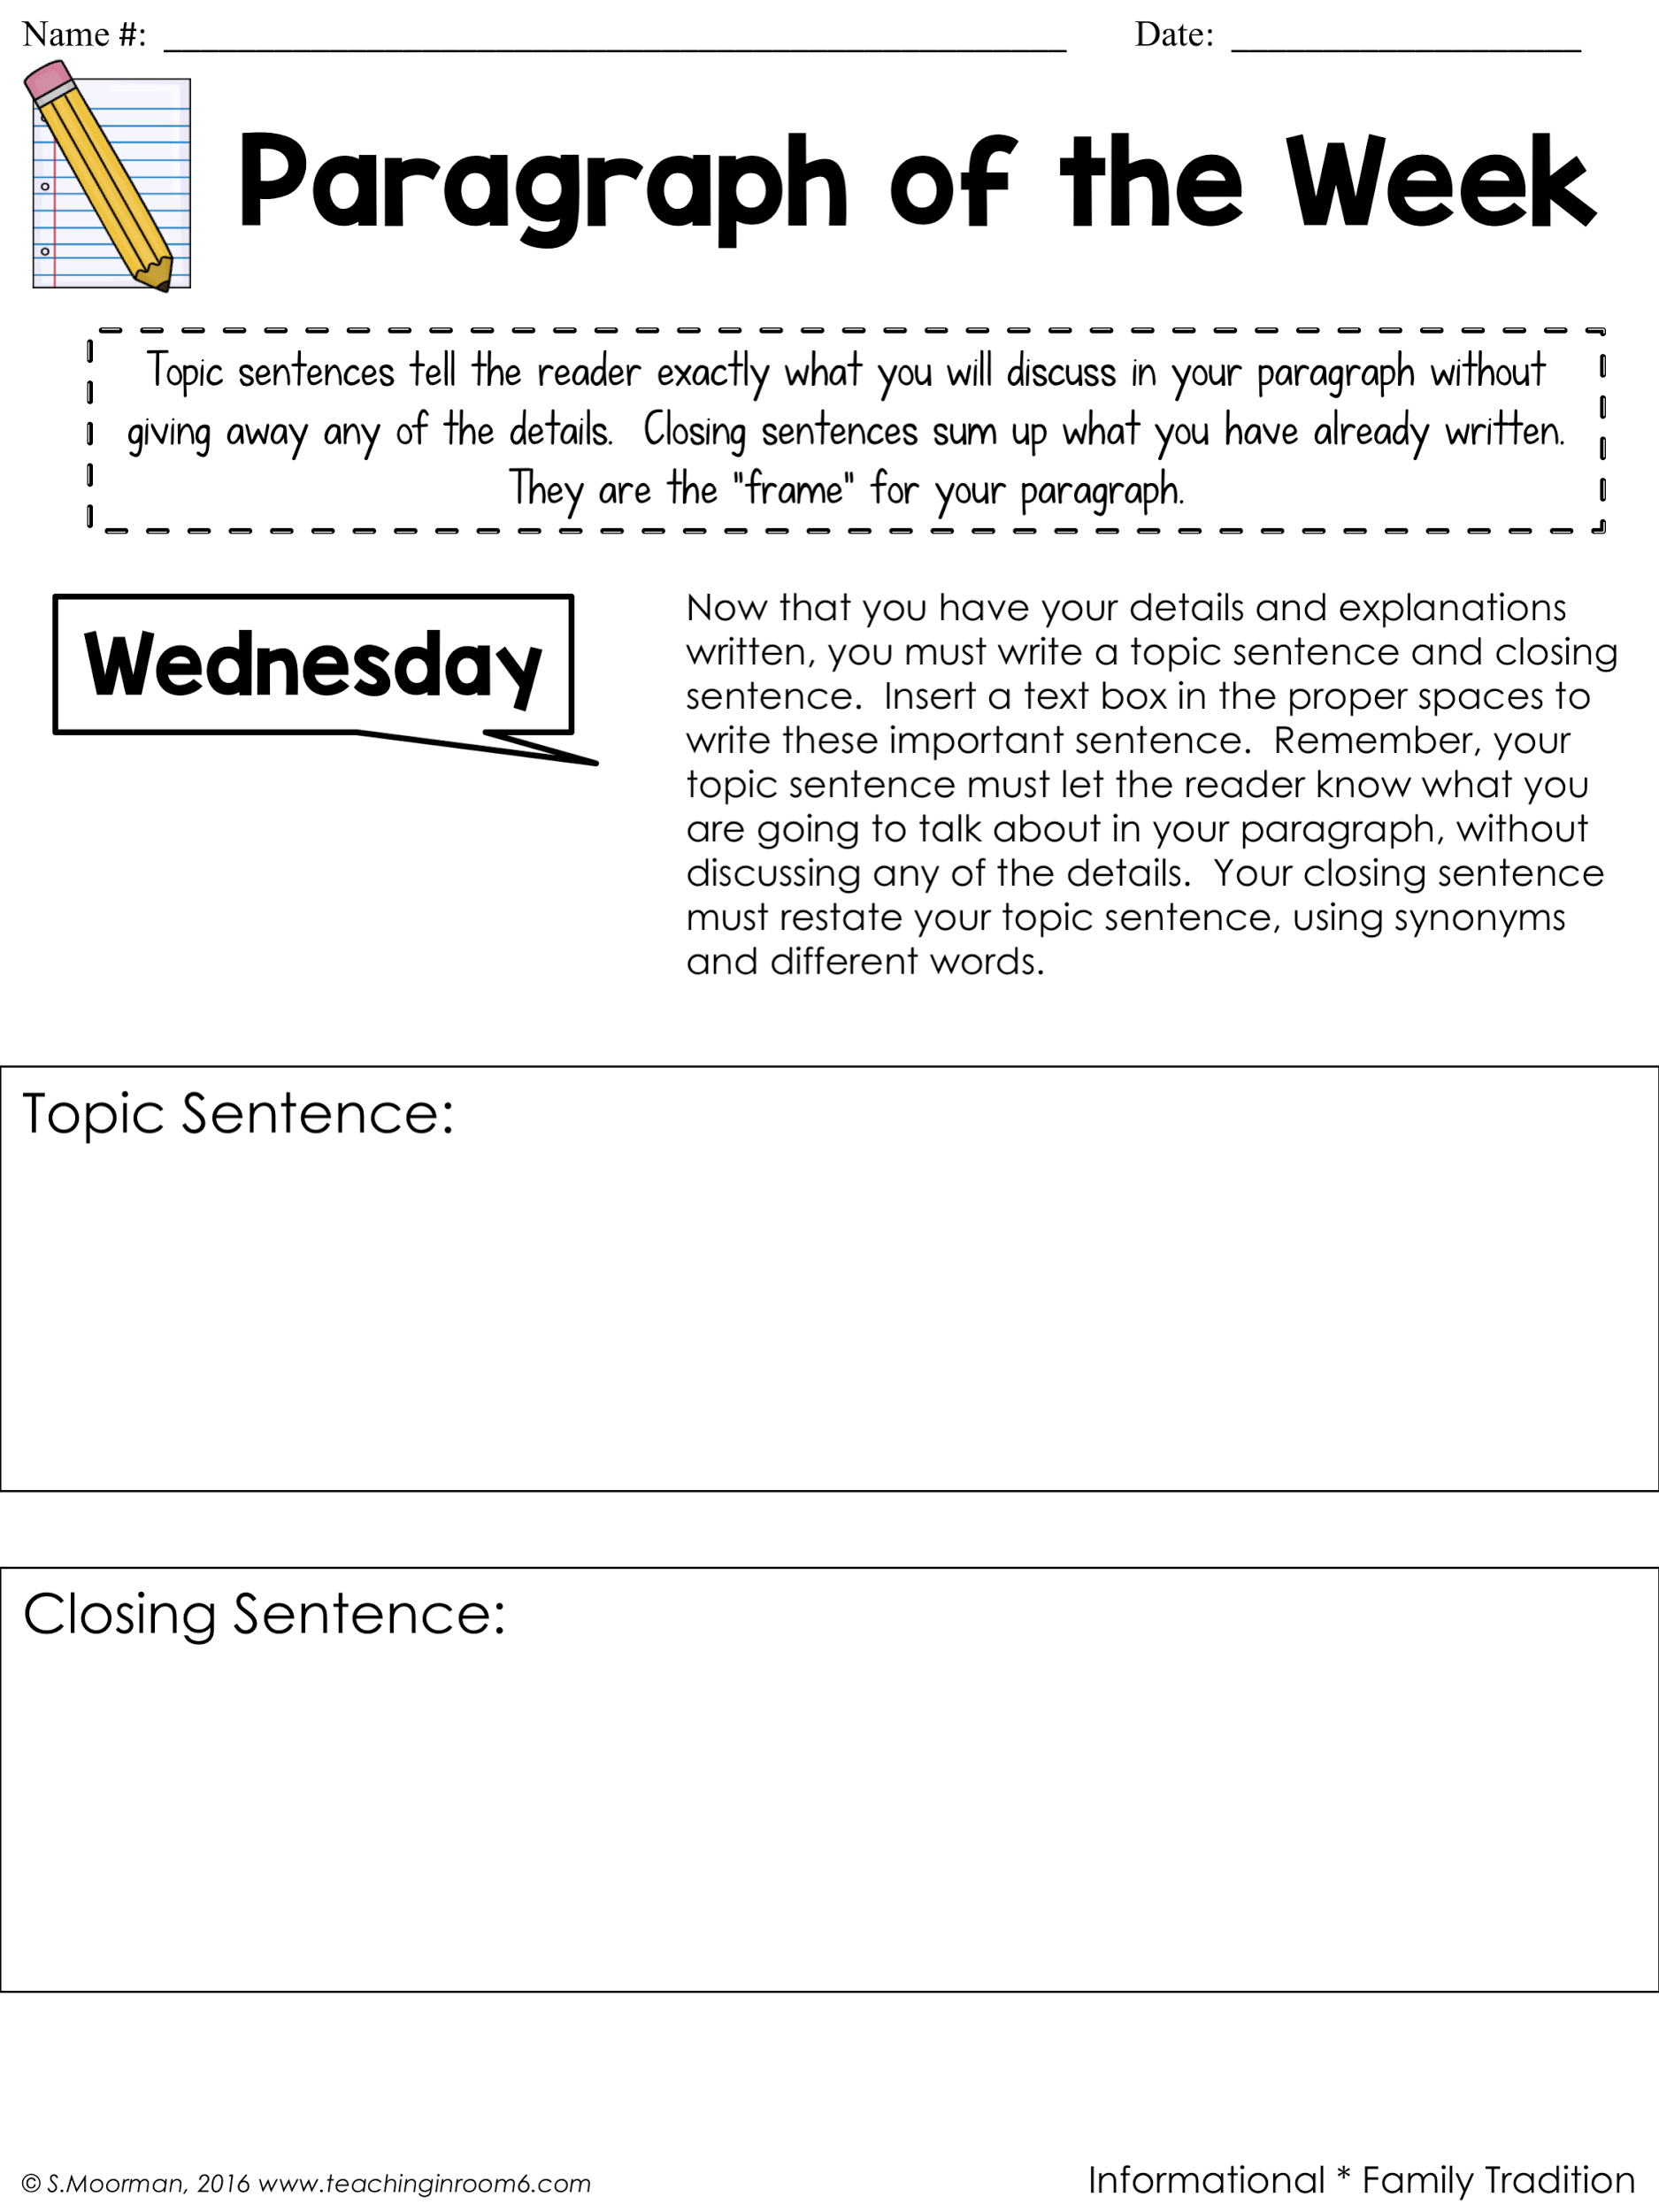 Name #: ______________________________________________ Date: __________________
Paragraph of the Week
Topic sentences tell the reader exactly what you will discuss in your paragraph without
giving away any of the details. Closing sentences sum up what you have already written.
They are the "frame" for your paragraph.
Wednesday
Now that you have your details and explanations
written, you must write a topic sentence and closing
sentence. Insert a text box in the proper spaces to
write these important sentence. Remember, your
topic sentence must let the reader know what you
are going to talk about in your paragraph, without
discussing any of the details. Your closing sentence
must restate your topic sentence, using synonyms
and different words.
Topic Sentence:
Closing Sentence:
© S.Moorman, 2016 www.teachinginroom6.com
Informational * Family Tradition